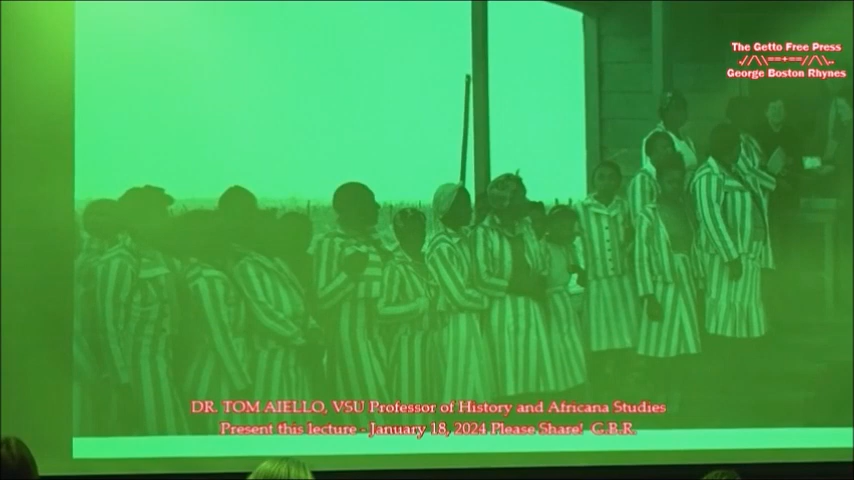 The Getto Free Press
./\/\\==+==//\/\..
George Boston Rhynes
DR. TOM AIELLO, VSU Professor of History and Africana Studies
Present this lecture - January 18, 2024 Please Share! G.B.R.